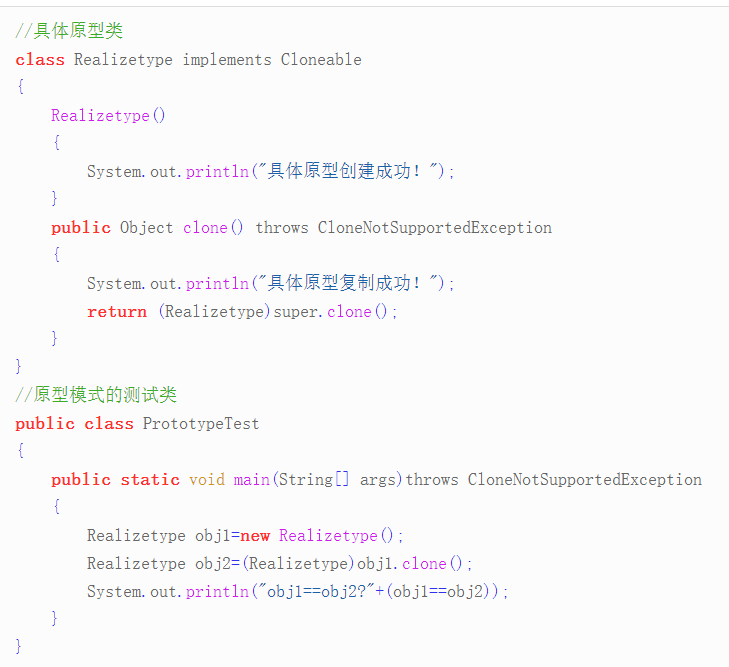 //具体原型类
class Realizetype implements Cloneable
{
    Realizetype()
    {
        System.out.println("具体原型创建成功！");
    }
    public Object clone() throws CloneNotSupportedException
    {
        System.out.println("具体原型复制成功！");
        return (Realizetype)super.clone();
    }
}
//原型模式的测试类
public class PrototypeTest
{
    public static void main(String[] args)throws CloneNotSupportedException
    {
        Realizetype obj1=new Realizetype();
        Realizetype obj2=(Realizetype)obj1.clone();
        System.out.println("obj1==obj2?"+(obj1==obj2));
    }
}